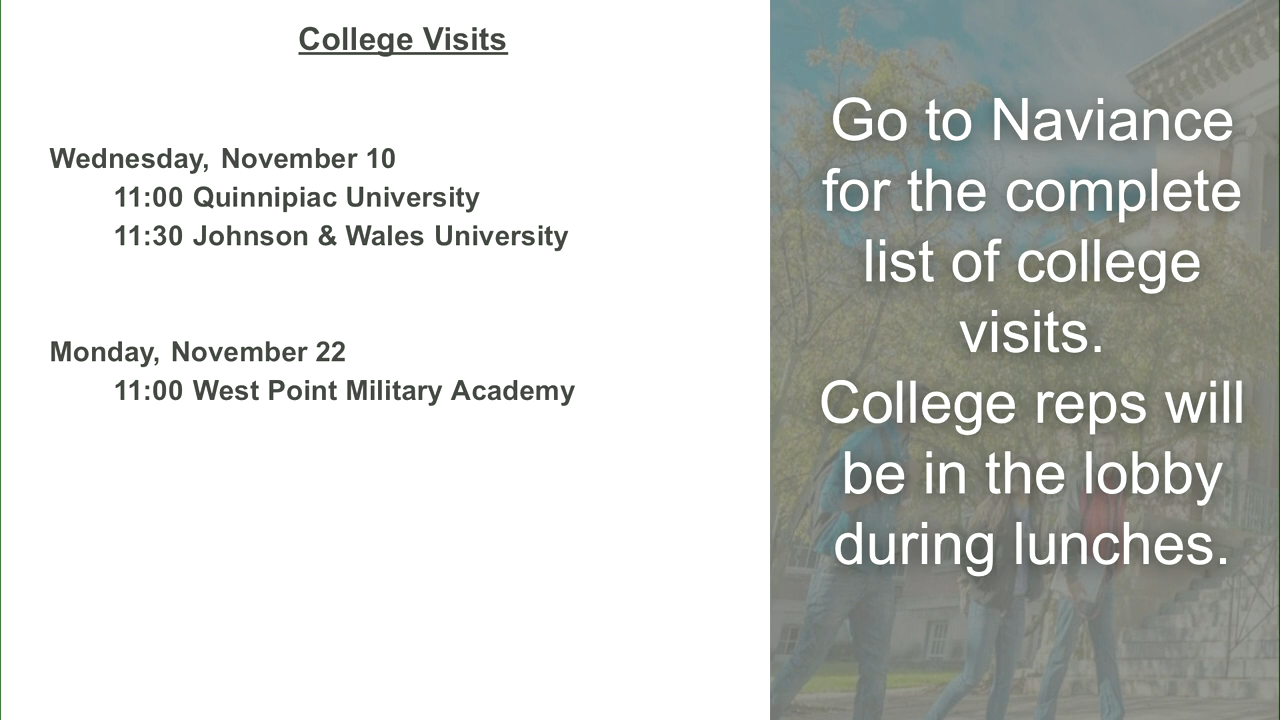 College Visits
Wednesday, November 10
11:00 Quinnipiac University
11:30 Johnson & Wales University
Monday, November 22
11:00 West Point Military Academy
Go to Naviance
for the complete
list of college
visits.
College reps will
be in the lobby
during lunches.